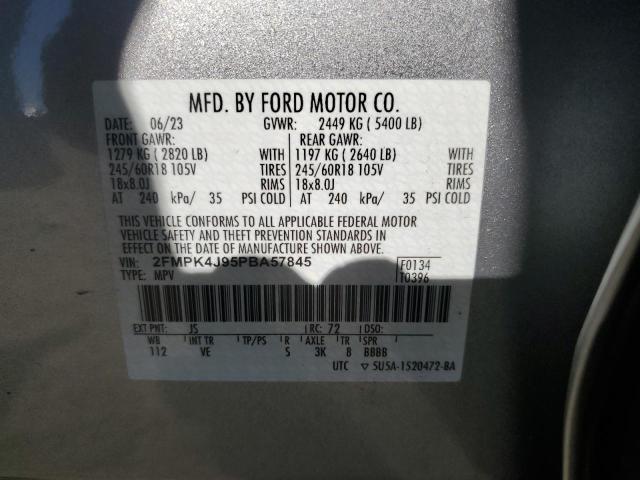 MFD. BY FORD MOTOR CO.
DATE: 06/23 GVWR: 2449 KG ( 5400 LB)
FRONT GAWR: REAR GAWR:
1279 KG ( 2820 LB) WITH 1197 KG ( 2640 LB) WITH
245/60R18 105V TIRES 245/60R18 105V TIRES
18x8.0J RIMS 18x8.0J RIMS
AT 240 kPa/ 35 PSI COLD AT 240 kPa/ 35 PSI COLD
THIS VEHICLE CONFORMS TO ALL APPLICABLE FEDERAL MOTOR
VEHICLE SAFETY AND THEFT PREVENTION STANDARDS IN
EFFECT ON THE DATE OF MANUFACTURE SHOWN ABOVE.
VIN: 2FMPK4J95PBA57845 F0134
TYPE: MPV T0396
EXT PNT: JS RC: 72 DSO:
WB INT TR TP/PS R AXLE TR SPR
112 VE S 3K 8 BBBB
UTC ▽ 5U5A-1520472-BA